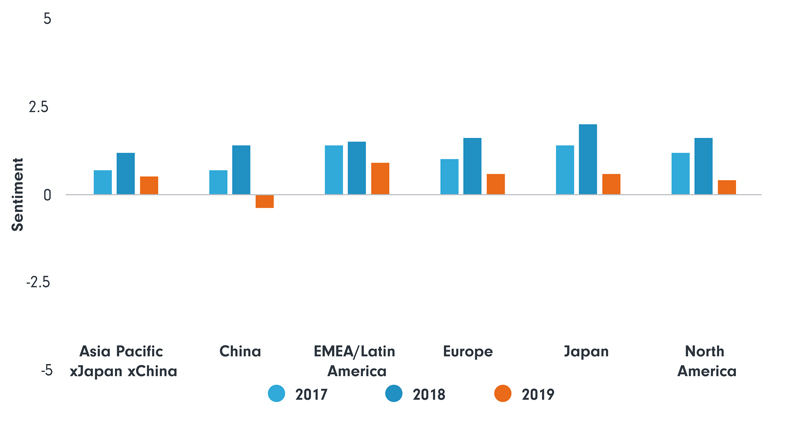 5
2.5
0
-2.5
-5
Sentiment
Asia Pacific
xJapan xChina
China
EMEA/Latin
America
Europe
Japan
North
America
2017
2018
2019